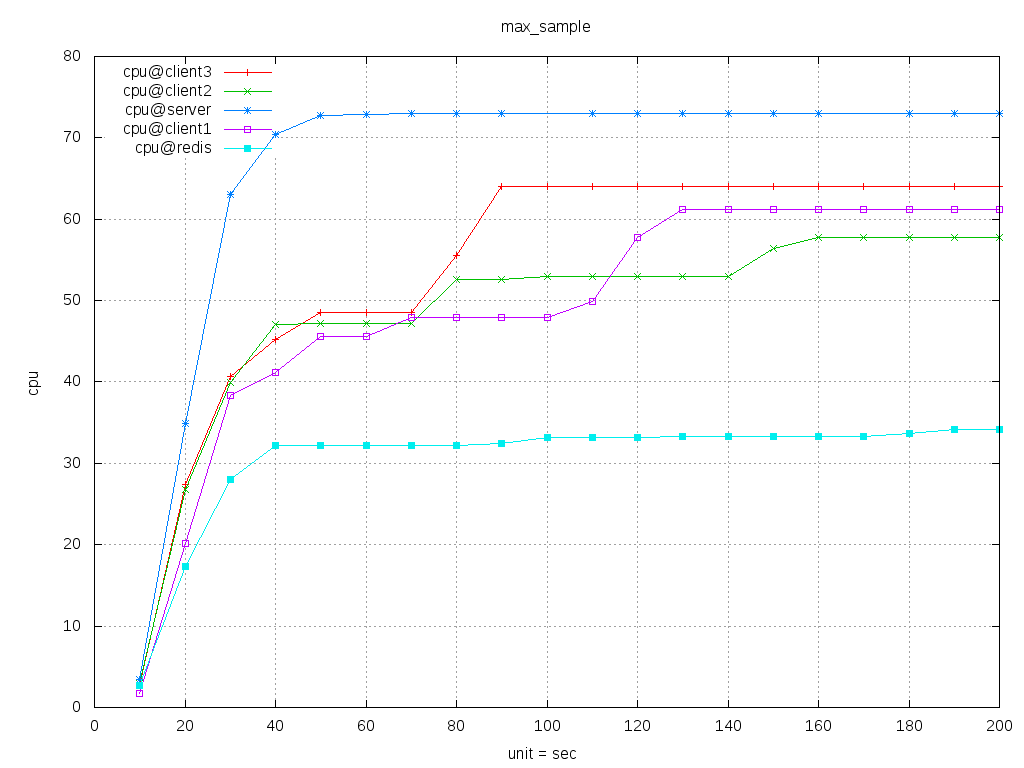 max_sample
80
70
60
50
40
30
20
10
0
cpu
cpu@client3
cpu@client2
cpu@server
cpu@client1
cpu@redis
0 20 40 60 80 100 120 140 160 180 200
unit = sec